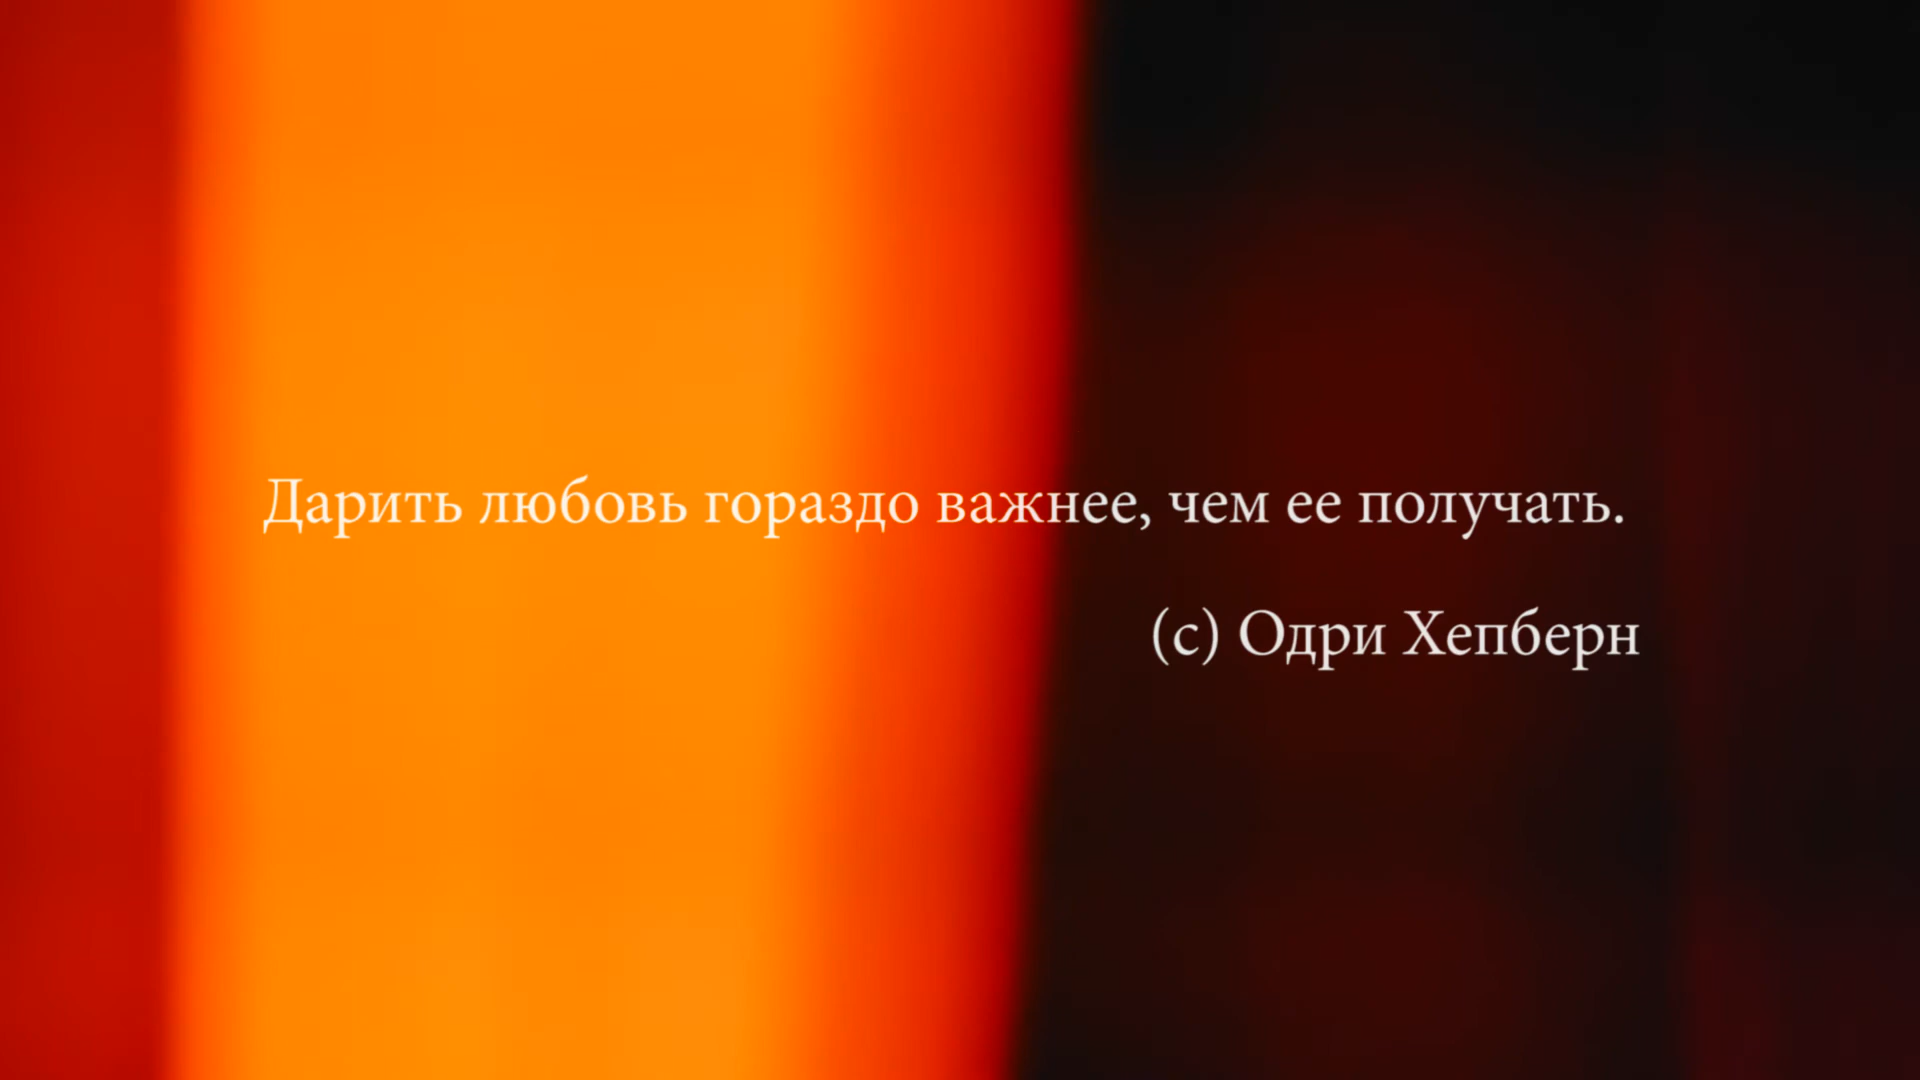 Дарить любовь гораздо важнее, чем ее получать.
(с) Одри Хепберн